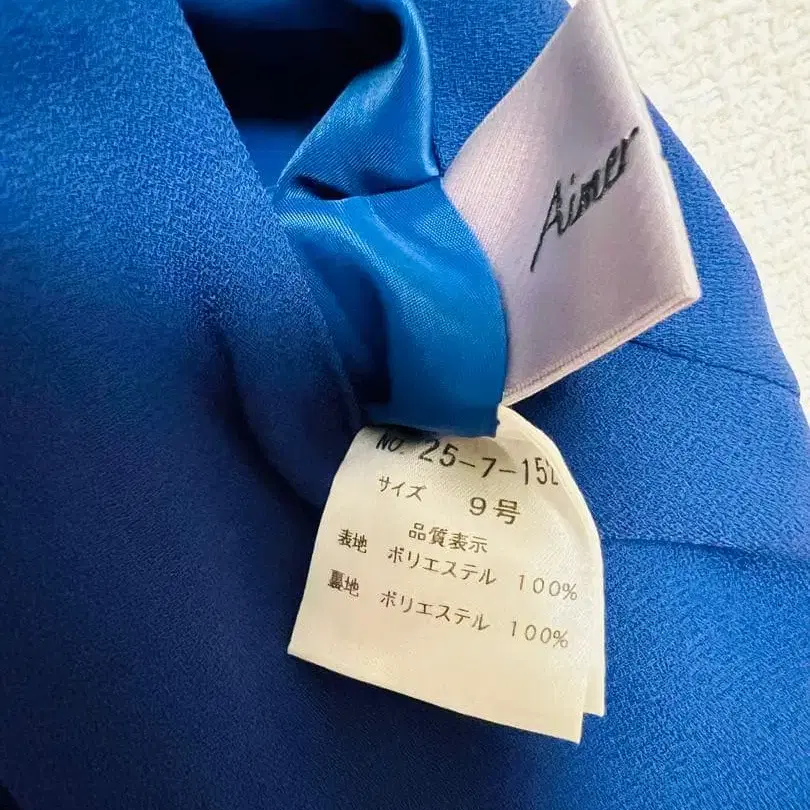 Aimer
No. 25-7-152
サイズ 9号
品質表示
表地 ポリエステル 100%
裏地 ポリエステル 100%